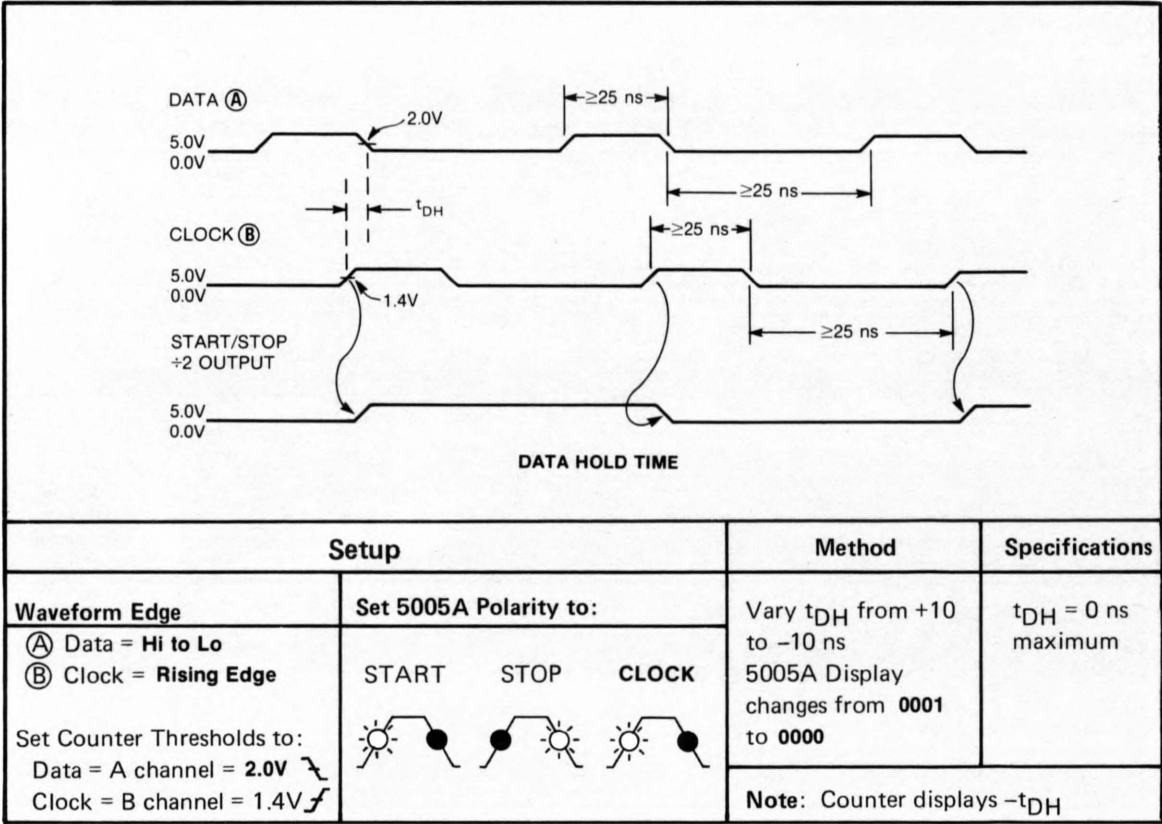 DATA Ⓐ
≥25 ns
2.0V
5.0V
0.0V
≥25 ns
tDH
CLOCK Ⓑ
≥25 ns
5.0V
0.0V
1.4V
START/STOP
÷2 OUTPUT
≥25 ns
5.0V
0.0V
DATA HOLD TIME
Setup
Method
Specifications
Waveform Edge
Ⓐ Data = Hi to Lo
Ⓑ Clock = Rising Edge
Set Counter Thresholds to:
Data = A channel = 2.0V
Clock = B channel = 1.4V
Set 5005A Polarity to:
START STOP CLOCK
Vary tDH from +10
to –10 ns
5005A Display
changes from 0001
to 0000
tDH = 0 ns
maximum
Note: Counter displays –tDH